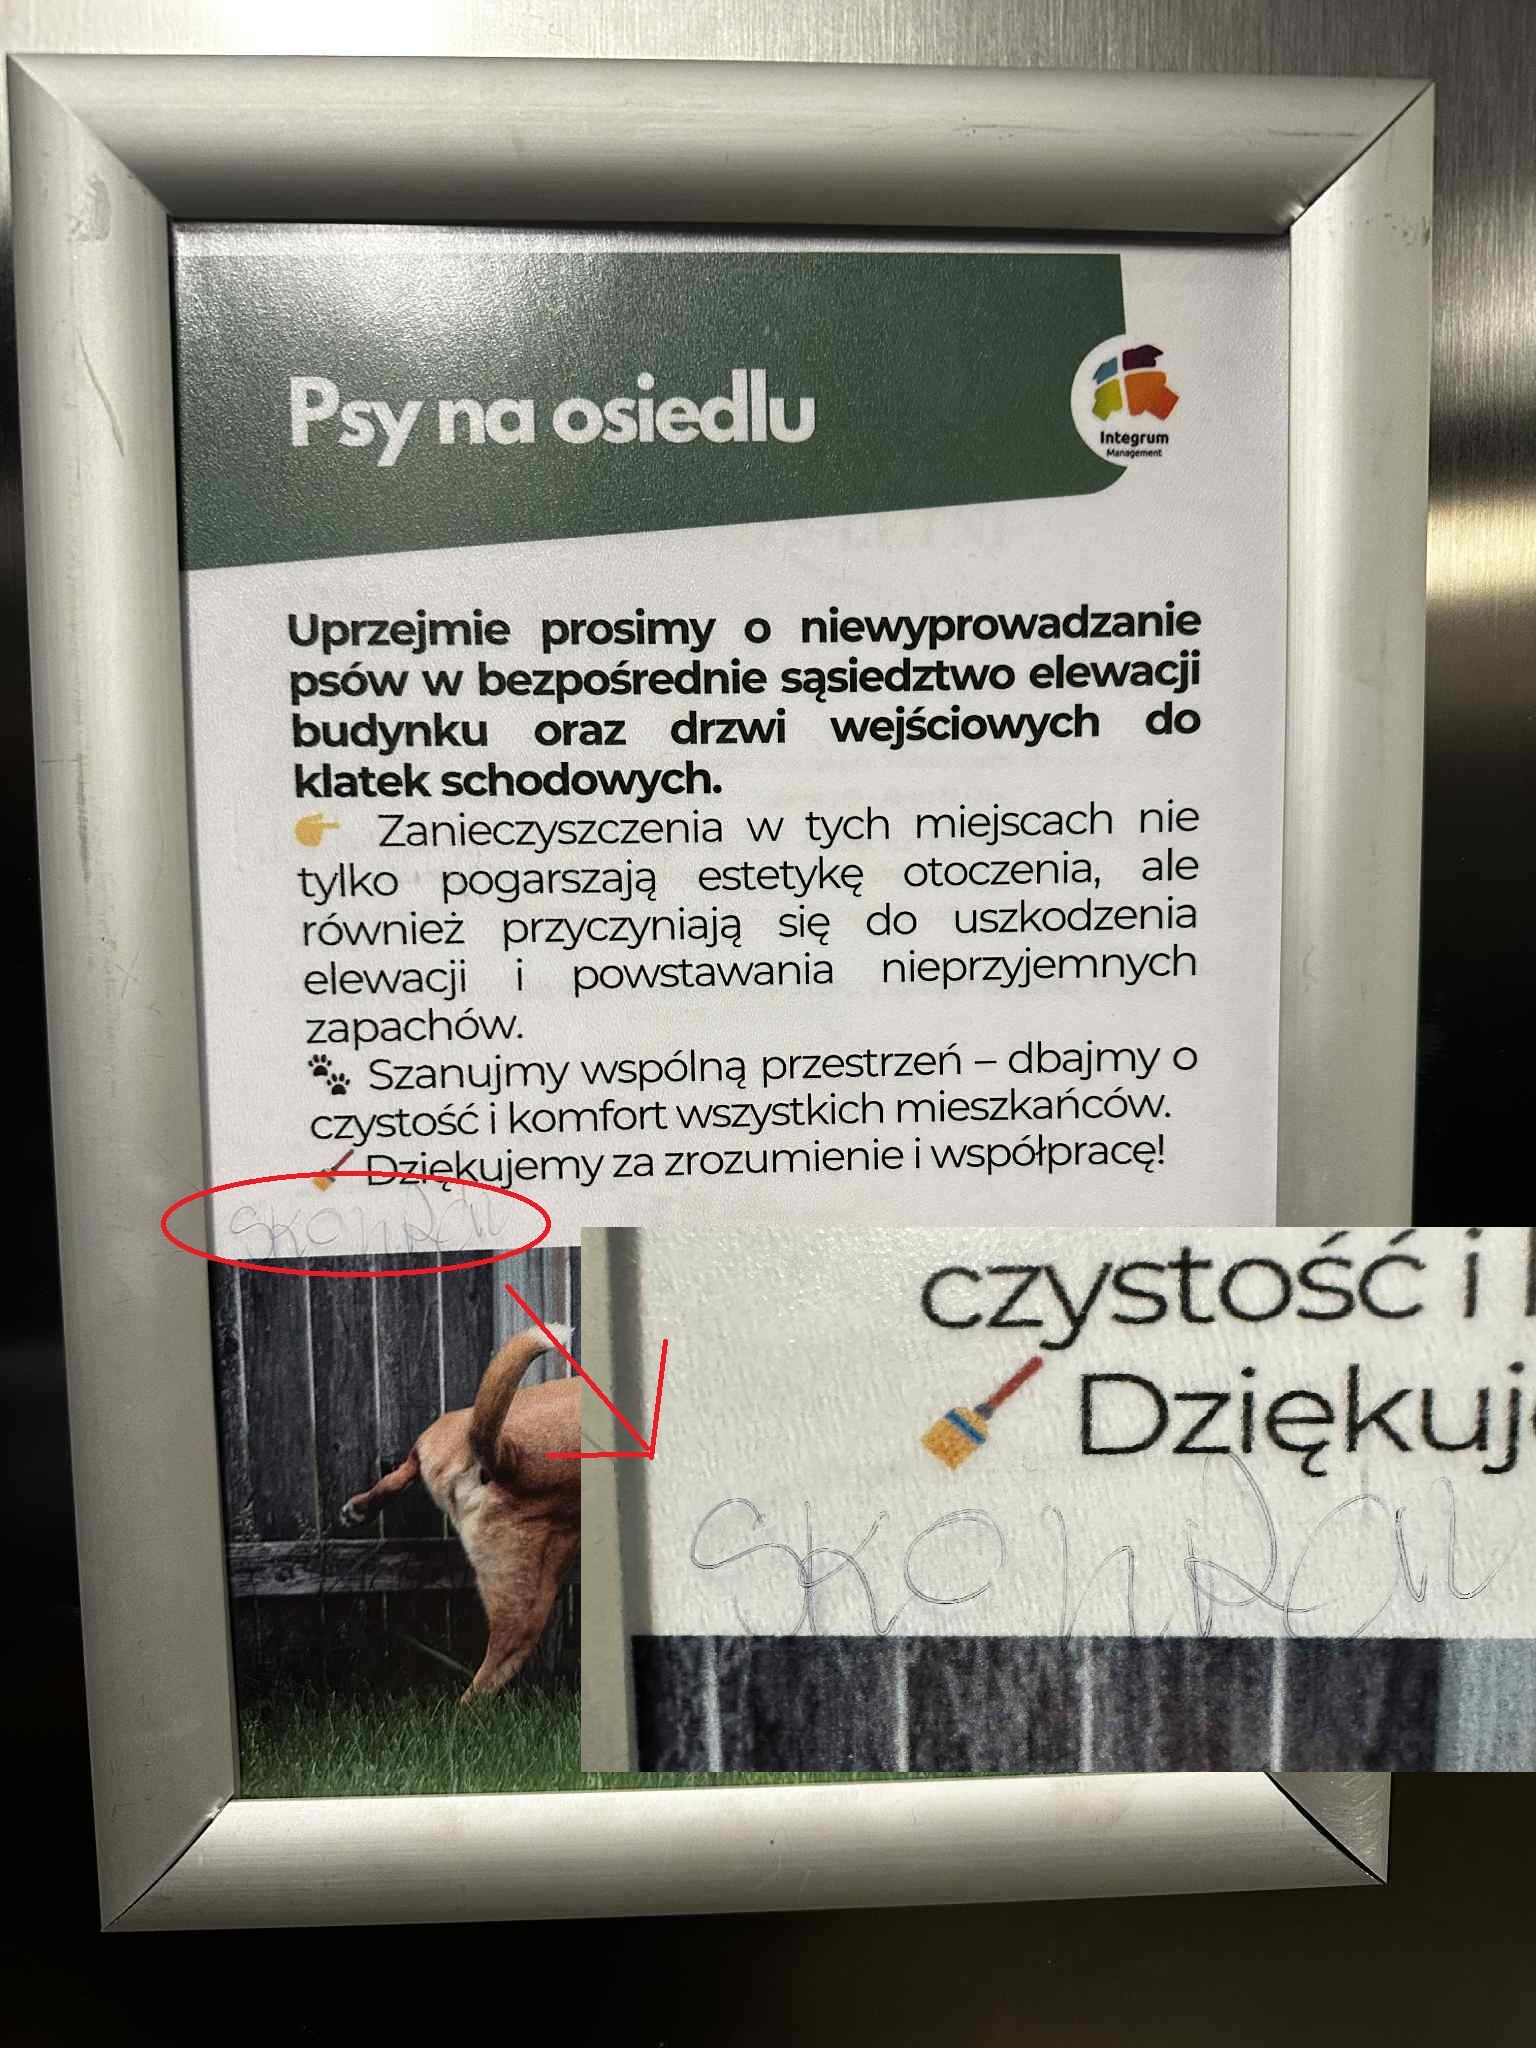 Psy na osiedlu
Integrum
Management
Uprzejmie prosimy o niewyprowadzanie
psów w bezpośrednie sąsiedztwo elewacji
budynku oraz drzwi wejściowych do
klatek schodowych.
👉 Zanieczyszczenia w tych miejscach nie
tylko pogarszają estetykę otoczenia, ale
również przyczyniają się do uszkodzenia
elewacji i powstawania nieprzyjemnych
zapachów.
🐾 Szanujmy wspólną przestrzeń – dbajmy o
czystość i komfort wszystkich mieszkańców.
🧹 Dziękujemy za zrozumienie i współpracę!
czystość i
🧹 Dziękuj